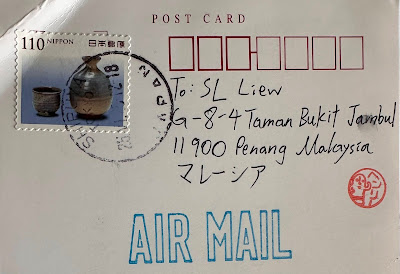 POST CARD
110 NIPPON 日本郵便
JAPAN
To: SL Liew
G-8-4 Taman Bukit Jambul
11900 Penang Malaysia
マレーシア
AIR MAIL